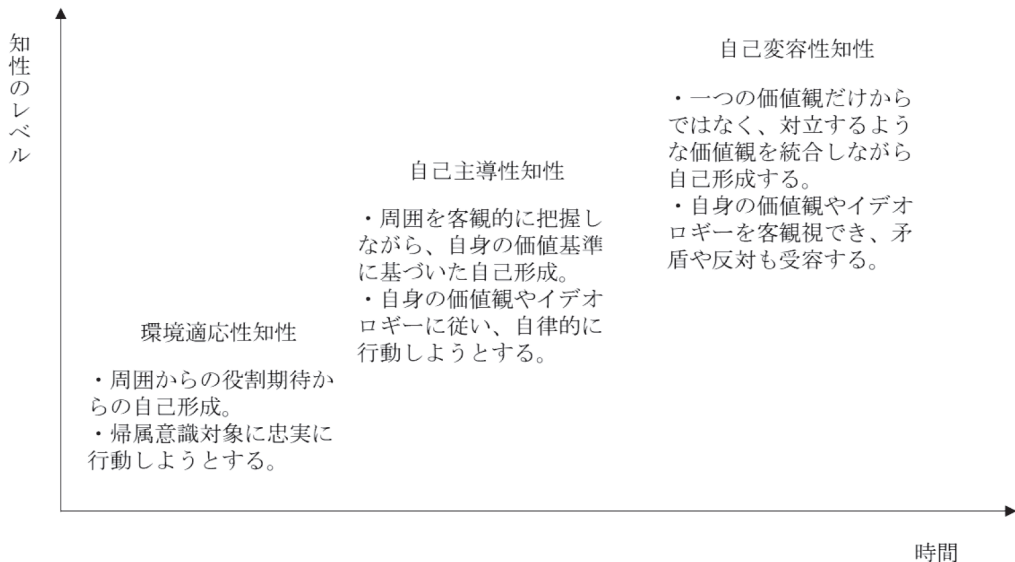 知性のレベル
自己変容性知性
・一つの価値観だけから
ではなく、対立するよう
な価値観を統合しながら
自己形成する。
・自身の価値観やイデオ
ロギーを客観視でき、矛
盾や反対も受容する。
自己主導性知性
・周囲を客観的に把握し
ながら、自身の価値基準
に基づいた自己形成。
・自身の価値観やイデオ
ロギーに従い、自律的に
行動しようとする。
環境適応性知性
・周囲からの役割期待か
らの自己形成。
・帰属意識対象に忠実に
行動しようとする。
時間